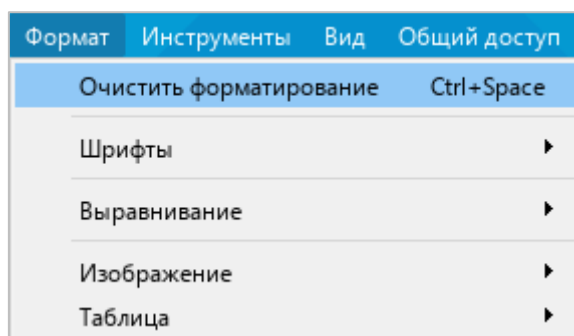 Формат Инструменты Вид Общий доступ
Очистить форматирование Ctrl+Space
Шрифты
Выравнивание
Изображение
Таблица